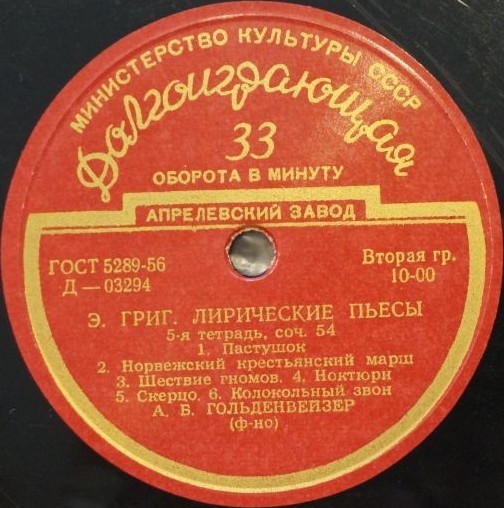 МИНИСТЕРСТВО КУЛЬТУРЫ СССР
Долгоиграющая
33
ОБОРОТА В МИНУТУ
АПРЕЛЕВСКИЙ ЗАВОД
ГОСТ 5289-56
Д — 03294
Вторая гр.
10-00
Э. ГРИГ. ЛИРИЧЕСКИЕ ПЬЕСЫ
5-я тетрадь, соч. 54
1. Пастушок
2. Норвежский крестьянский марш
3. Шествие гномов. 4. Ноктюрн
5. Скерцо. 6. Колокольный звон
А. Б. ГОЛЬДЕНВЕЙЗЕР
(ф-но)